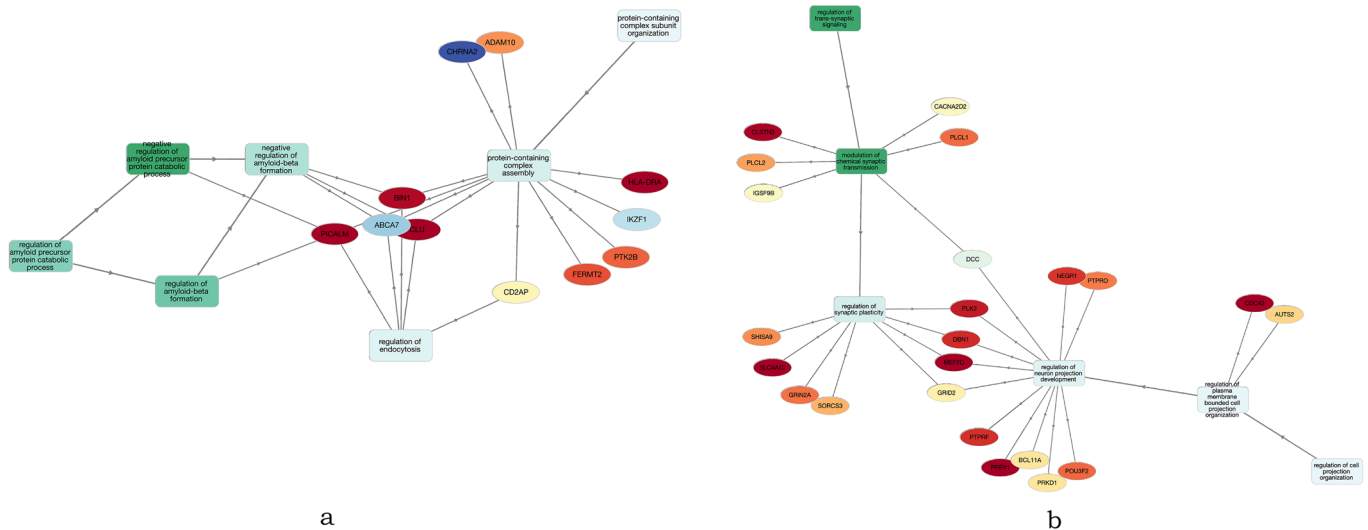 protein-containing
complex subunit
organization
CHRNA2
ADAM10
negative
regulation of
amyloid precursor
protein catabolic
process
negative
regulation of
amyloid-beta
formation
protein-containing
complex
assembly
HLA-DRA
BIN1
IKZF1
ABCA7
CLU
PICALM
regulation of
amyloid precursor
protein catabolic
process
PTK2B
FERMT2
regulation of
amyloid-beta
formation
CD2AP
regulation of
endocytosis
a
regulation of
trans-synaptic
signaling
CACNA2D2
CLSTN2
PLCL1
modulation of
chemical synaptic
transmission
PLCL2
IGSF9B
DCC
NEGR1
PTPRO
regulation of
synaptic plasticity
PLK2
CDC42
AUTS2
SHISA9
DBN1
MEF2C
SLC4A10
regulation of
neuron projection
development
GRID2
GRIN2A
SORCS3
regulation of
plasma
membrane
bounded cell
projection
organization
PTPRF
BCL11A
PREX1
POU3F2
PRKD1
regulation of cell
projection
organization
b